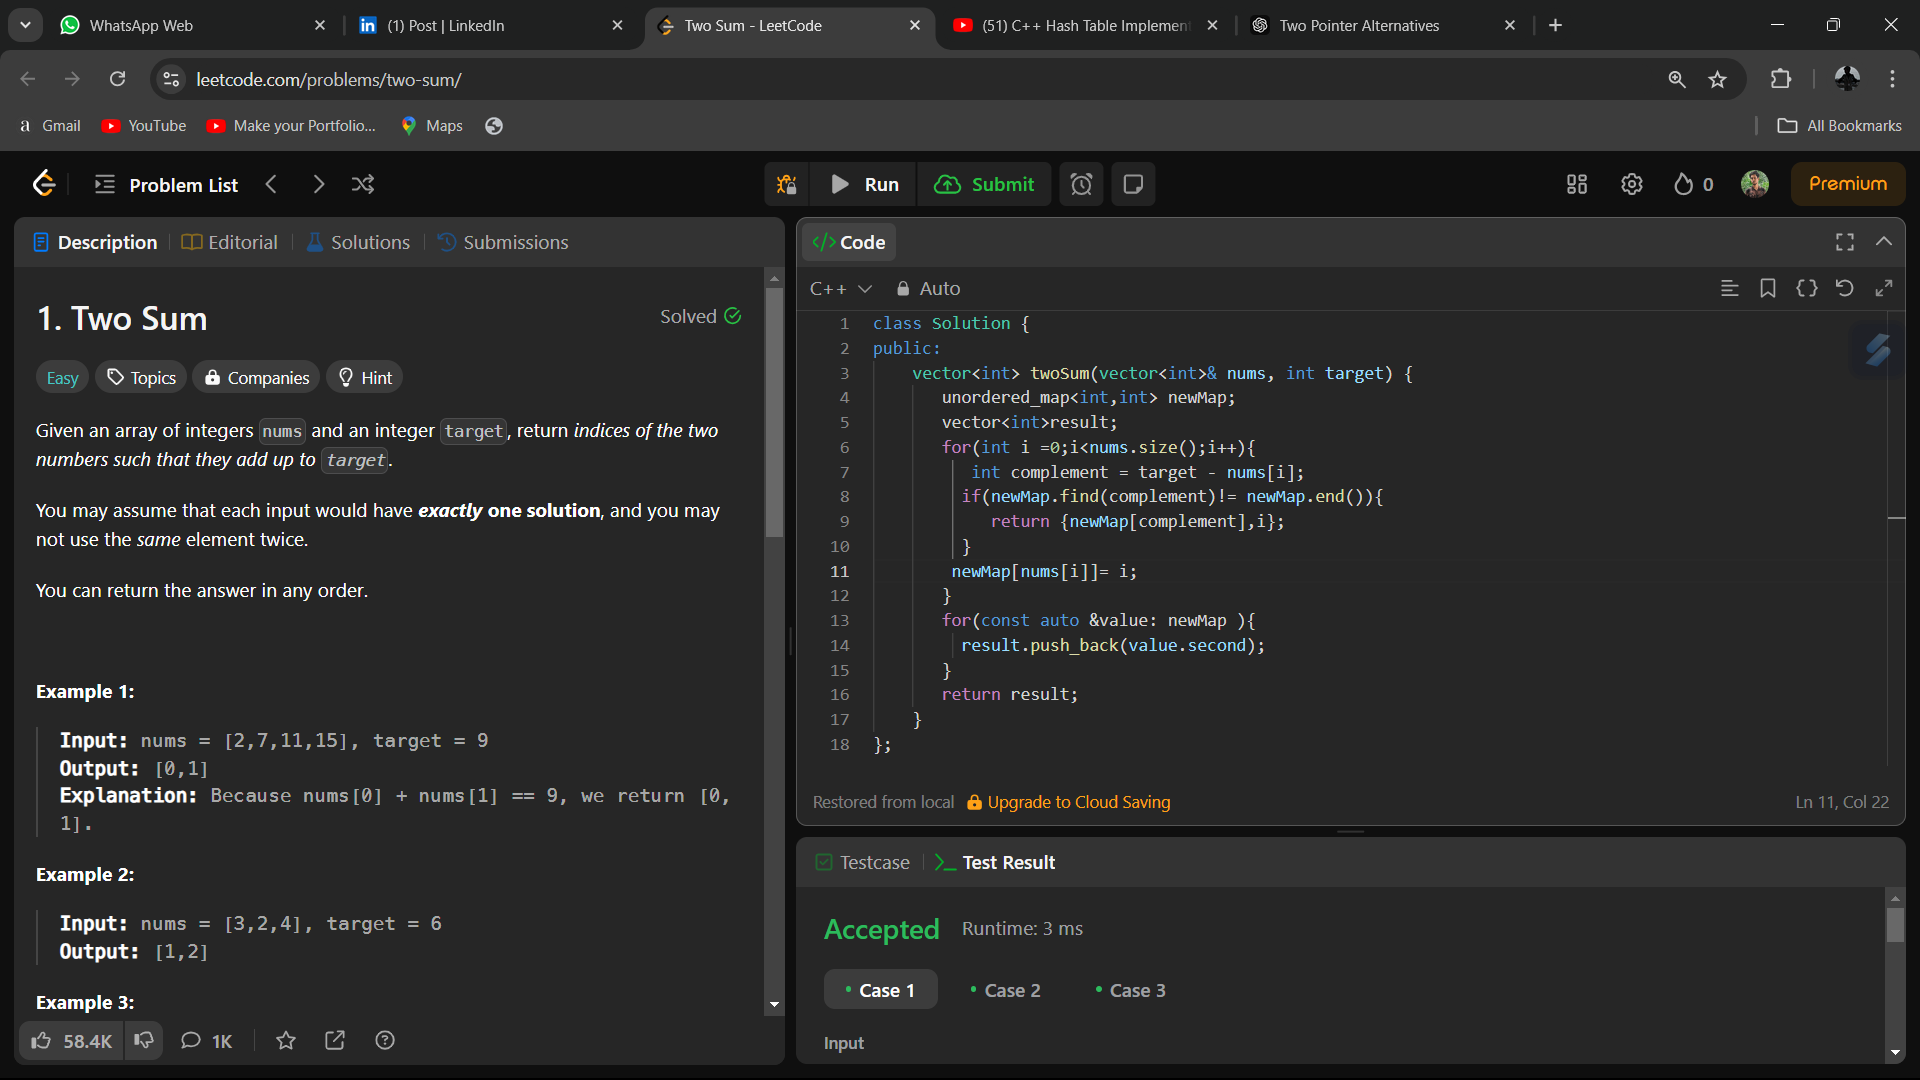 WhatsApp Web
(1) Post | LinkedIn
Two Sum - LeetCode
(51) C++ Hash Table Implemen
Two Pointer Alternatives
leetcode.com/problems/two-sum/
a Gmail
YouTube
Make your Portfolio...
Maps
All Bookmarks
Problem List
Run
Submit
0
Premium
Description
Editorial
Solutions
Submissions
1. Two Sum
Solved
Easy
Topics
Companies
Hint
Given an array of integers nums and an integer target, return indices of the two
numbers such that they add up to target.
You may assume that each input would have exactly one solution, and you may
not use the same element twice.
You can return the answer in any order.
Example 1:
Input: nums = [2,7,11,15], target = 9
Output: [0,1]
Explanation: Because nums[0] + nums[1] == 9, we return [0,
1].
Example 2:
Input: nums = [3,2,4], target = 6
Output: [1,2]
Example 3:
58.4K
1K
</> Code
C++
Auto
1 class Solution {
2 public:
3 vector<int> twoSum(vector<int>& nums, int target) {
4 unordered_map<int,int> newMap;
5 vector<int>result;
6 for(int i =0;i<nums.size();i++){
7 int complement = target - nums[i];
8 if(newMap.find(complement)!= newMap.end()){
9 return {newMap[complement],i};
10 }
11 newMap[nums[i]]= i;
12 }
13 for(const auto &value: newMap ){
14 result.push_back(value.second);
15 }
16 return result;
17 }
18 };
Restored from local
Upgrade to Cloud Saving
Ln 11, Col 22
Testcase
Test Result
Accepted
Runtime: 3 ms
Case 1
Case 2
Case 3
Input